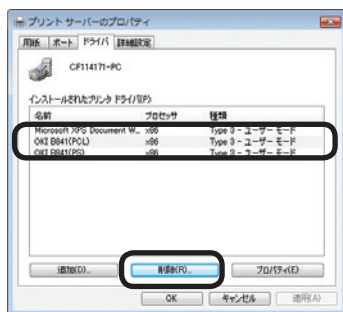 プリント サーバーのプロパティ
用紙 ポート ドライバ 詳細設定
CF114171-PC
インストールされたプリンタ ドライバ(P)
名前 プロセッサ 種類
Microsoft XPS Document W... x86 Type 3 - ユーザー モード
OKI B841(PCL) x86 Type 3 - ユーザー モード
OKI B841(PS) x86 Type 3 - ユーザー モード
追加(D)... 削除(R)... プロパティ(E)
OK キャンセル 適用(A)